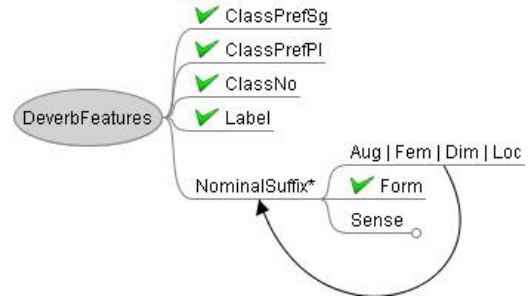 ClassPrefSg
ClassPrefPl
ClassNo
DeverbFeatures
Label
Aug | Fem | Dim | Loc
NominalSuffix*
Form
Sense